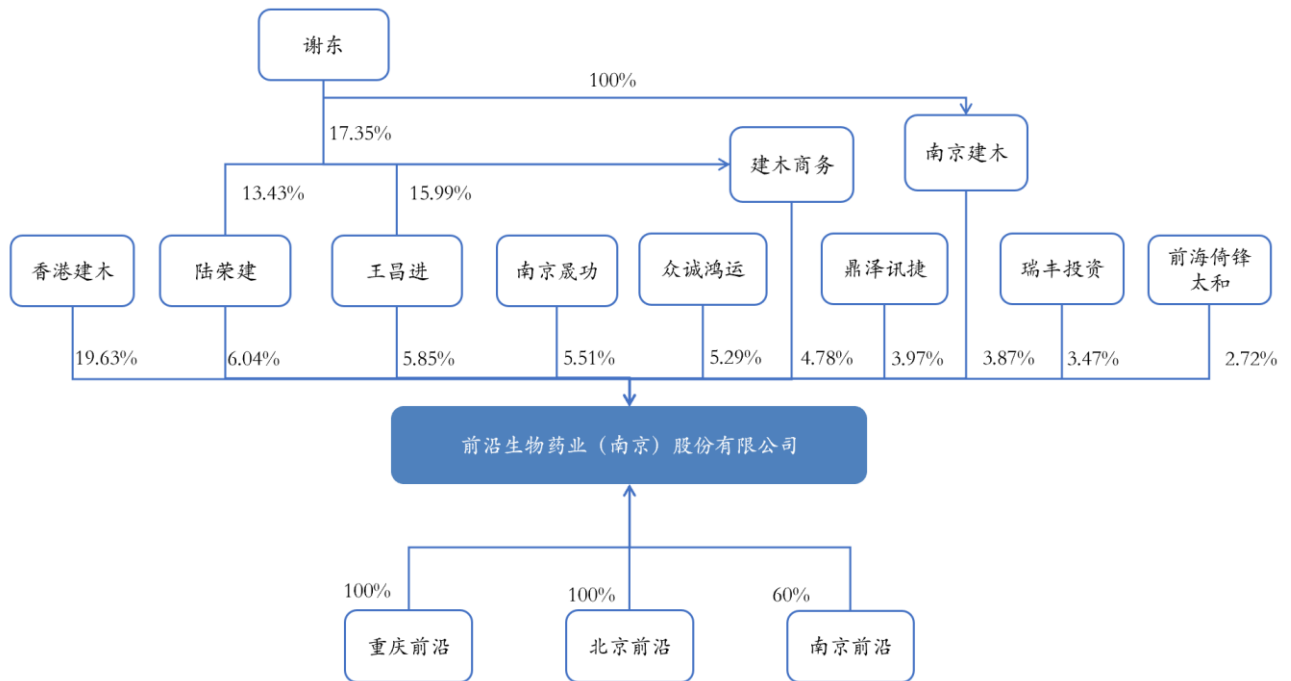 谢东
100%
17.35%
建木商务
南京建木
13.43%
15.99%
香港建木
陆荣建
王昌进
南京晟功
众诚鸿运
鼎泽讯捷
瑞丰投资
前海倚锋
太和
19.63%
6.04%
5.85%
5.51%
5.29%
4.78%
3.97%
3.87%
3.47%
2.72%
前沿生物药业（南京）股份有限公司
100%
100%
60%
重庆前沿
北京前沿
南京前沿